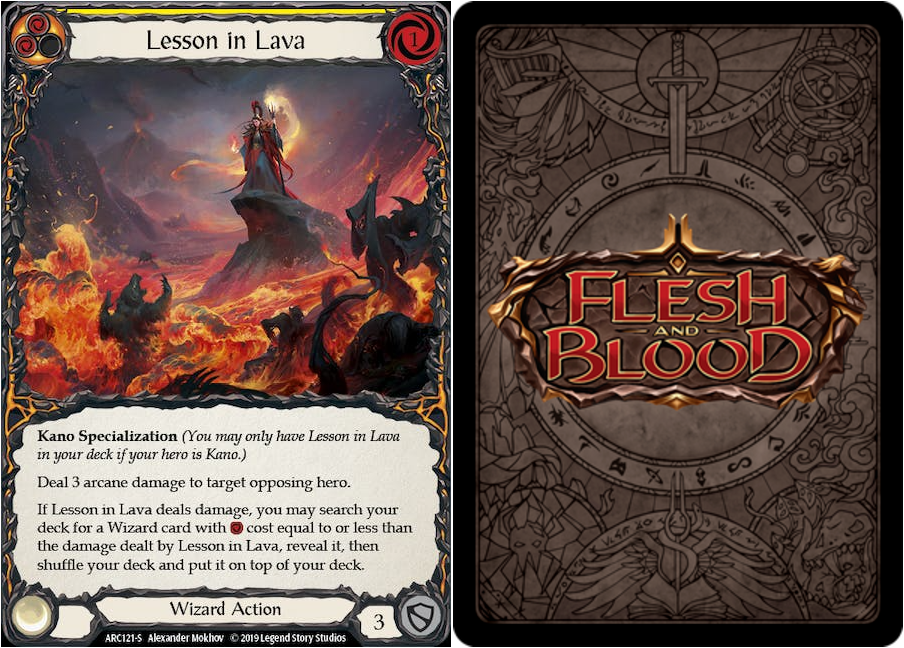 Lesson in Lava
1
Kano Specialization (You may only have Lesson in Lava
in your deck if your hero is Kano.)
Deal 3 arcane damage to target opposing hero.
If Lesson in Lava deals damage, you may search your
deck for a Wizard card with cost equal to or less than
the damage dealt by Lesson in Lava, reveal it, then
shuffle your deck and put it on top of your deck.
Wizard Action
3
ARC121-S Alexander Mokhov © 2019 Legend Story Studios
FLESH
AND
BLOOD